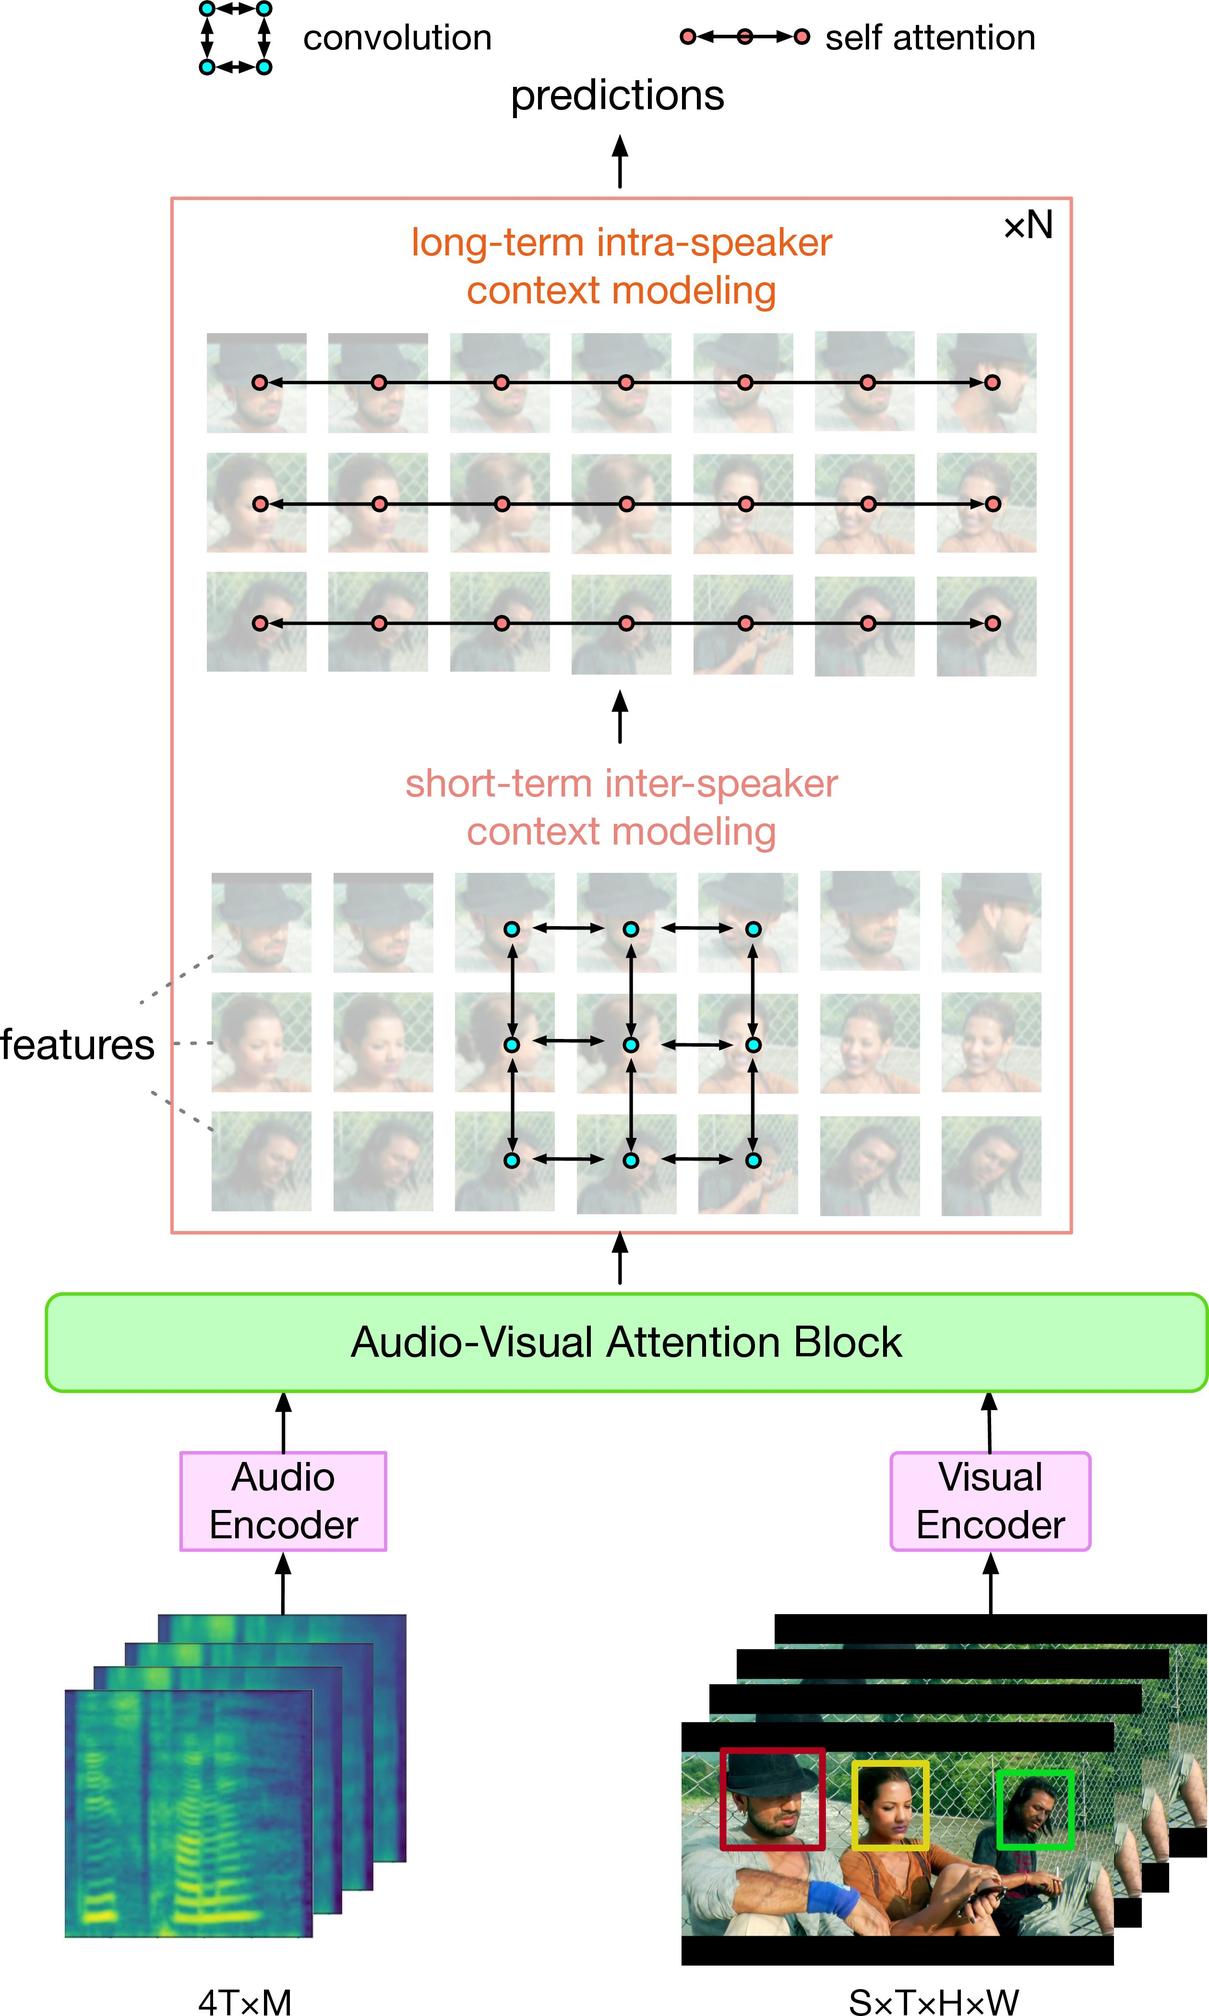 convolution
self attention
predictions
×N
long-term intra-speaker
context modeling
short-term inter-speaker
context modeling
features
Audio-Visual Attention Block
Audio
Encoder
Visual
Encoder
4T×M
S×T×H×W